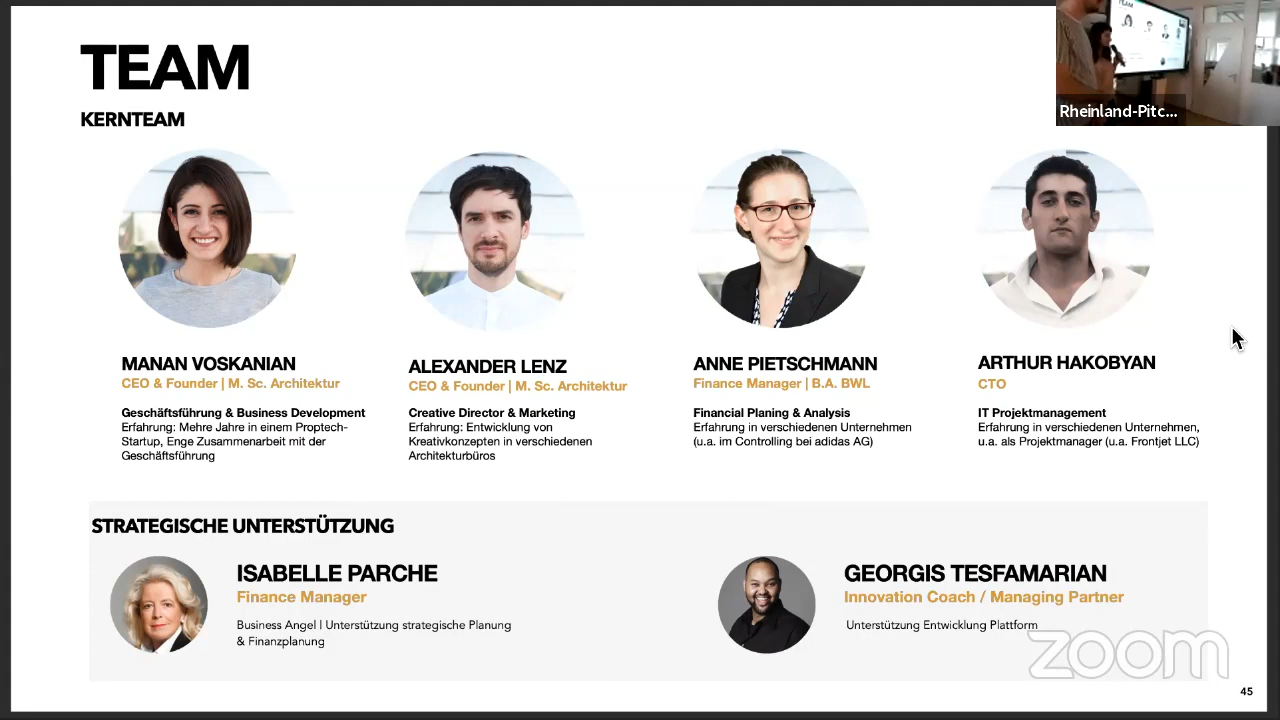 TEAM
KERNTEAM
Rheinland-Pitc...
MANAN VOSKANIAN
CEO & Founder | M. Sc. Architektur
Geschäftsführung & Business Development
Erfahrung: Mehre Jahre in einem Proptech-
Startup, Enge Zusammenarbeit mit der
Geschäftsführung
ALEXANDER LENZ
CEO & Founder | M. Sc. Architektur
Creative Director & Marketing
Erfahrung: Entwicklung von
Kreativkonzepten in verschiedenen
Architekturbüros
ANNE PIETSCHMANN
Finance Manager | B.A. BWL
Financial Planing & Analysis
Erfahrung in verschiedenen Unternehmen
(u.a. im Controlling bei adidas AG)
ARTHUR HAKOBYAN
CTO
IT Projektmanagement
Erfahrung in verschiedenen Unternehmen,
u.a. als Projektmanager (u.a. Frontjet LLC)
STRATEGISCHE UNTERSTÜTZUNG
ISABELLE PARCHE
Finance Manager
Business Angel | Unterstützung strategische Planung
& Finanzplanung
GEORGIS TESFAMARIAN
Innovation Coach / Managing Partner
Unterstützung Entwicklung Plattform
zoom
45